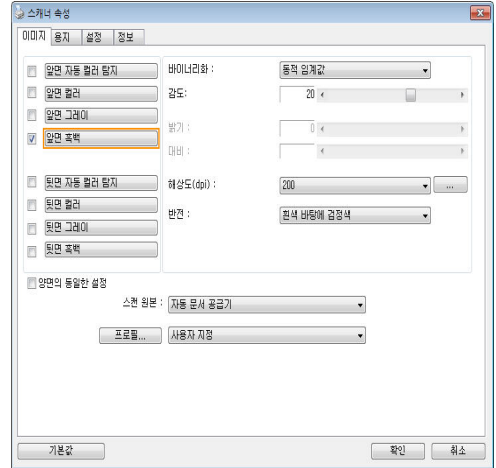 스캐너 속성
이미지 용지 설정 정보
앞면 자동 컬러 탐지
앞면 컬러
앞면 그레이
앞면 흑백
뒷면 자동 컬러 탐지
뒷면 컬러
뒷면 그레이
뒷면 흑백
바이너리화 : 동적 임계값
감도: 20
밝기 : 0
대비 :
해상도(dpi) : 200 ...
반전 : 흰색 바탕에 검정색
양면의 동일한 설정
스캔 원본 : 자동 문서 공급기
프로필... 사용자 지정
기본값 확인 취소